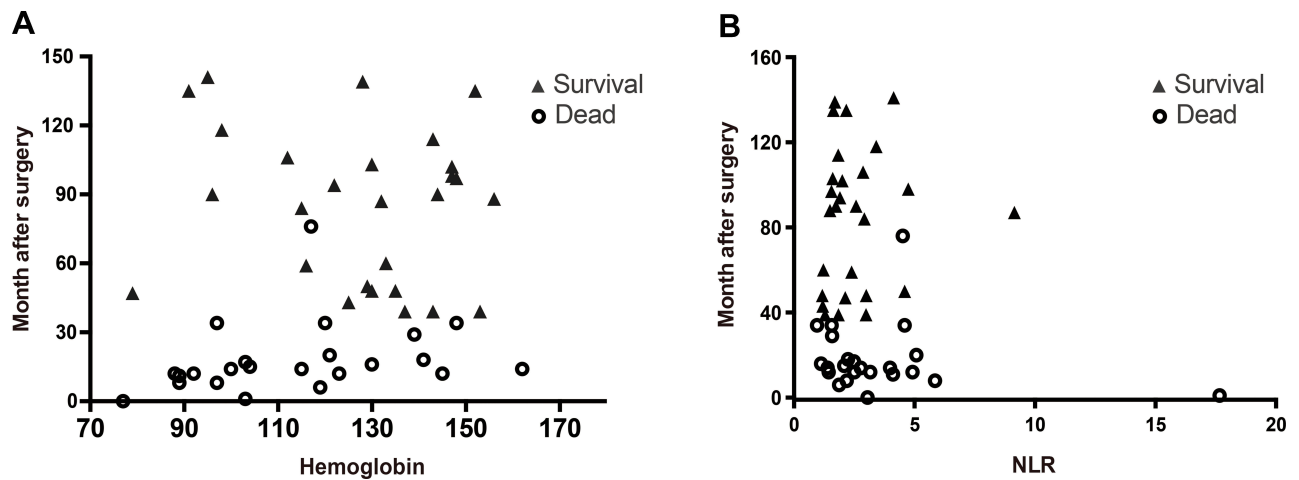 A
150
120
90
60
30
0
Month after surgery
70
90
110
130
150
170
Hemoglobin
Survival
Dead
B
160
120
80
40
0
Month after surgery
0
5
10
15
20
NLR
Survival
Dead